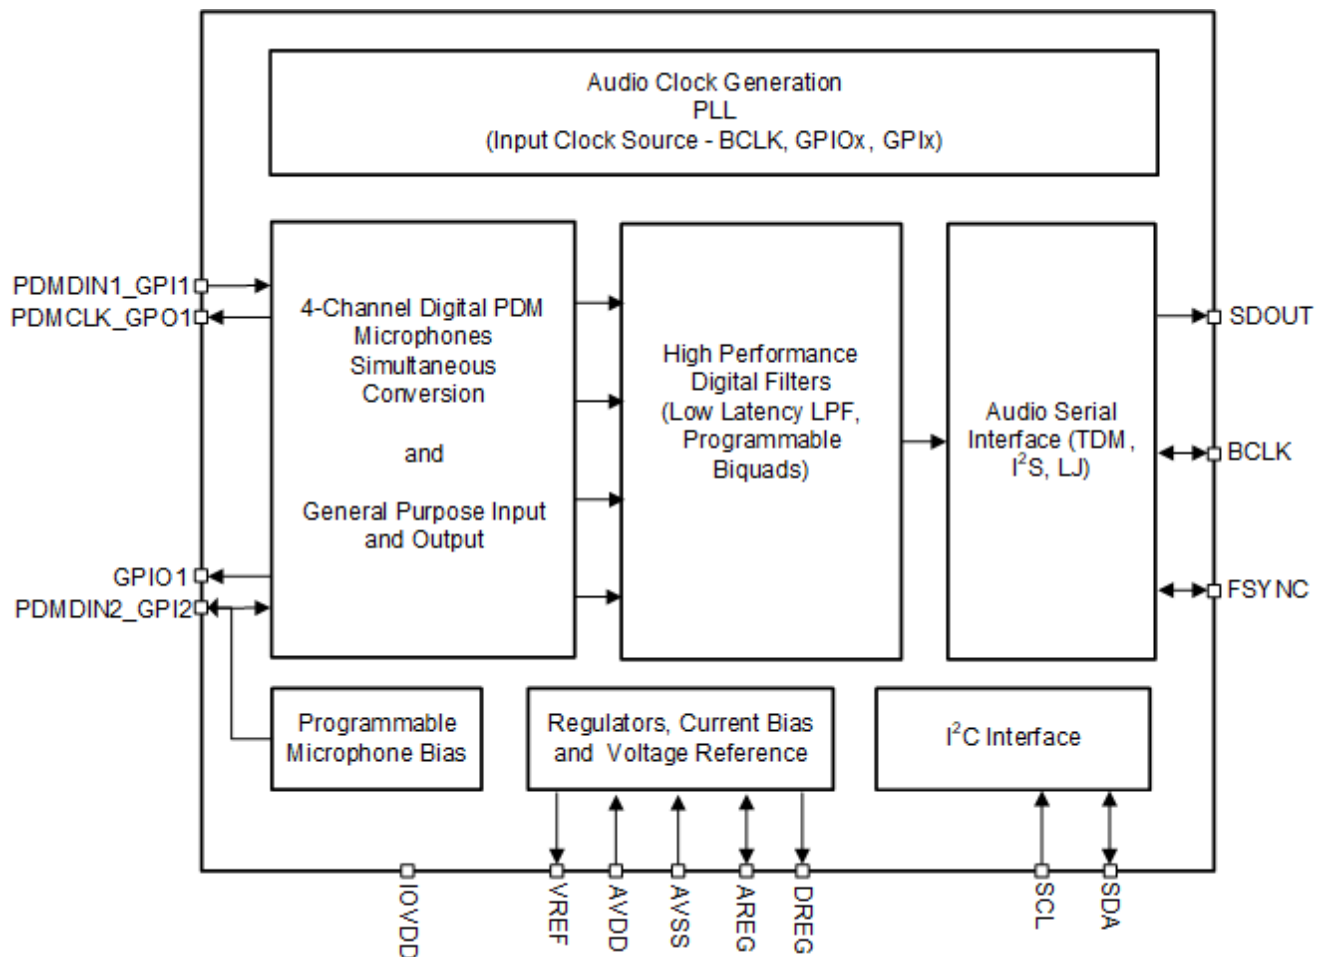 Audio Clock Generation
PLL
(Input Clock Source - BCLK, GPIOx, GPIx)
PDMDIN1_GPI1
PDMCLK_GPO1
GPIO1
PDMDIN2_GPI2
4-Channel Digital PDM
Microphones
Simultaneous
Conversion
and
General Purpose Input
and Output
High Performance
Digital Filters
(Low Latency LPF,
Programmable
Biquads)
Audio Serial
Interface (TDM,
I²S, LJ)
SDOUT
BCLK
FSYNC
Programmable
Microphone Bias
Regulators, Current Bias
and Voltage Reference
I²C Interface
IOVDD
VREF
AVDD
AVSS
AREG
DREG
SCL
SDA